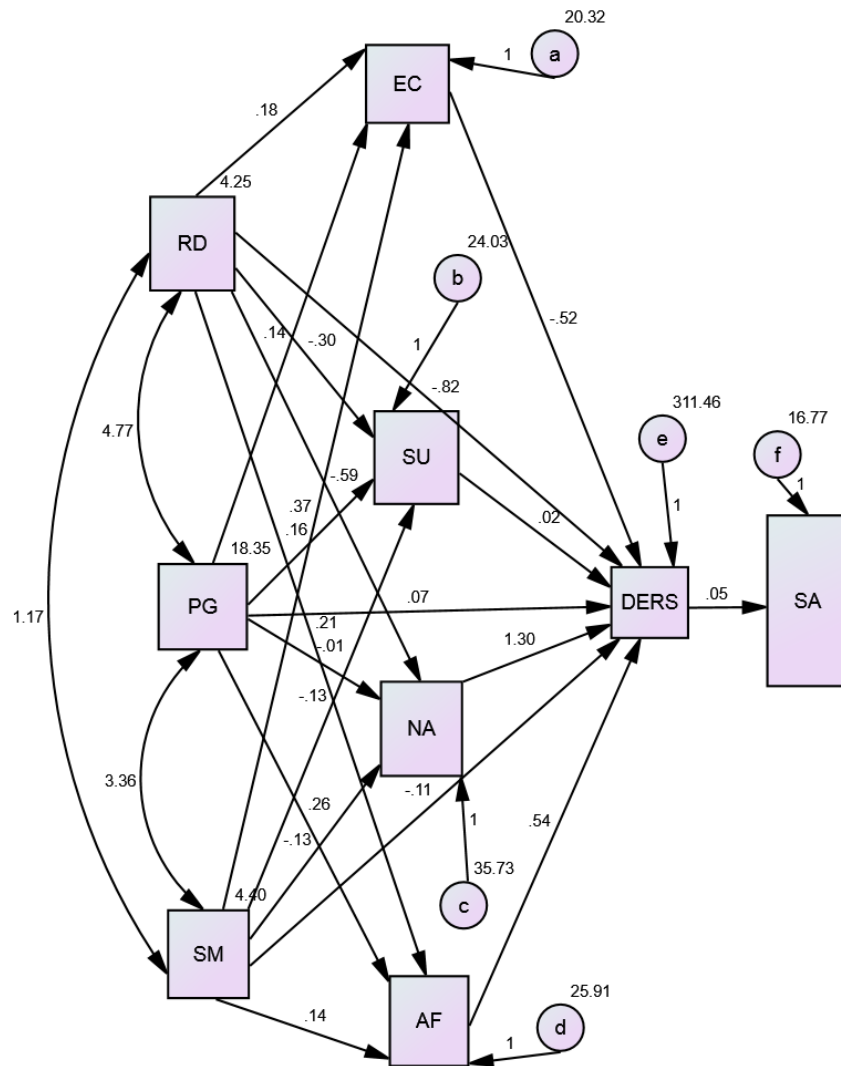 20.32
a
1
EC
.18
4.25
RD
24.03
b
.14
-.30
1
-.52
-.82
4.77
311.46
e
16.77
f
1
SU
-.59
.37
.16
1
.02
18.35
PG
.07
DERS
.05
SA
1.17
.21
-.01
1.30
-.13
NA
3.36
.26
-.13
-.11
1
.54
35.73
c
4.40
SM
.14
AF
25.91
d
1